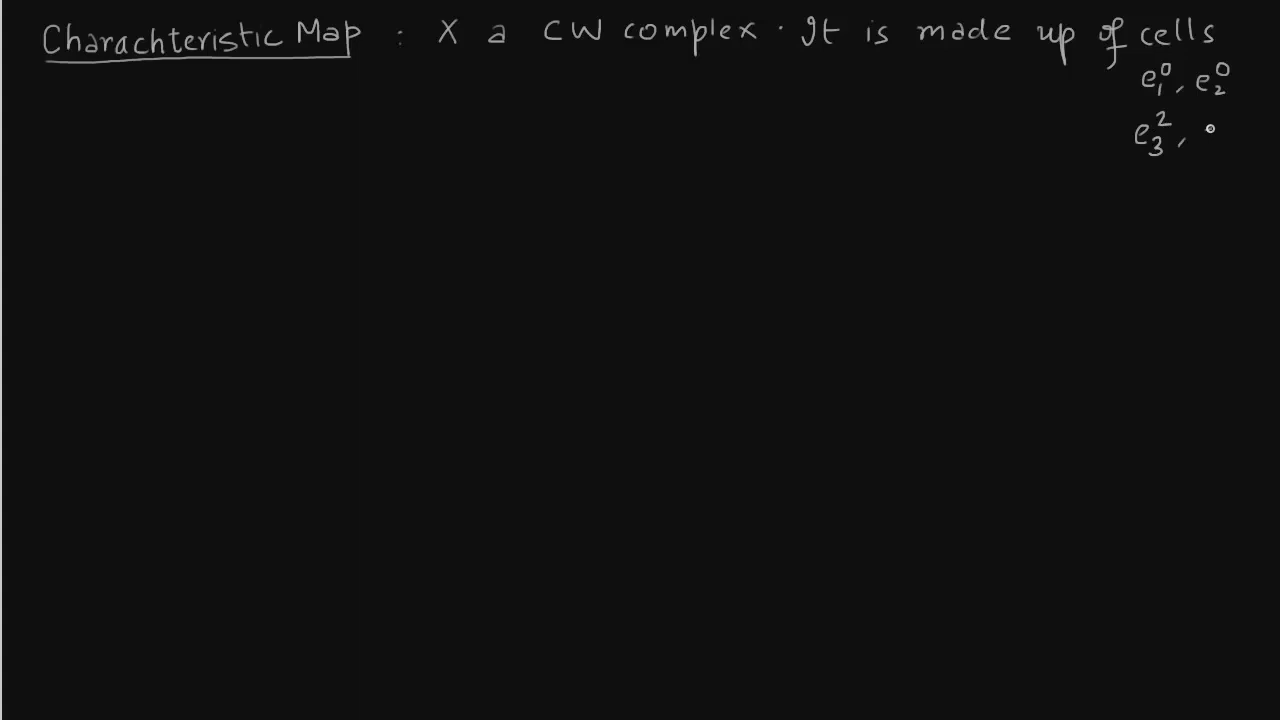 Charachteristic Map : X a CW complex. It is made up of cells
e₁⁰, e₂⁰
e₃²,